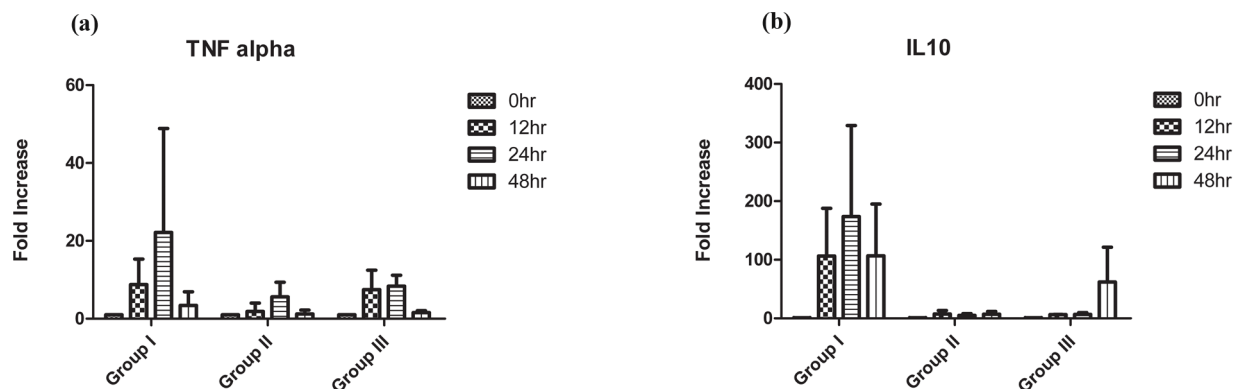 (a)
TNF alpha
60
40
20
0
Fold Increase
Group I
Group II
Group III
0hr
12hr
24hr
48hr
(b)
IL10
400
300
200
100
0
Fold Increase
Group I
Group II
Group III
0hr
12hr
24hr
48hr